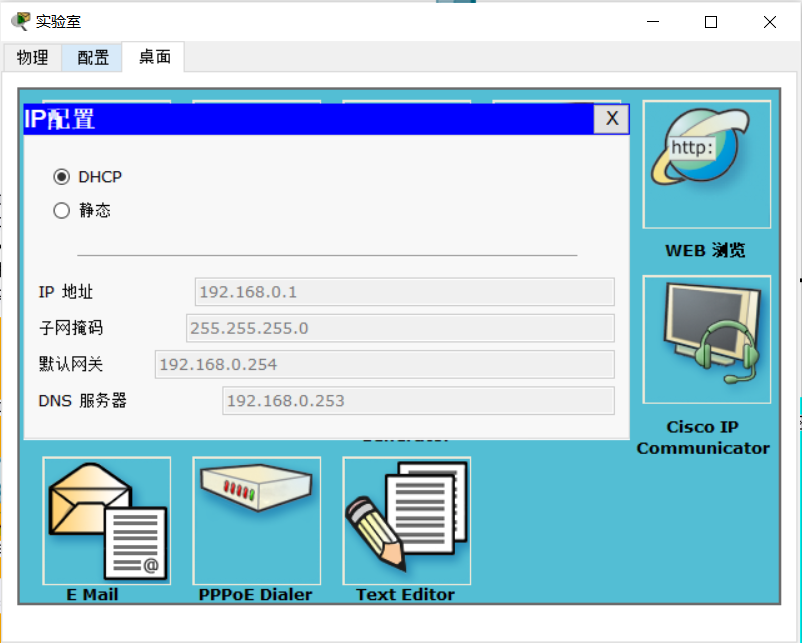 实验室
物理 配置 桌面
IP配置 X
DHCP
静态
IP 地址 192.168.0.1
子网掩码 255.255.255.0
默认网关 192.168.0.254
DNS 服务器 192.168.0.253
http:
WEB 浏览
Cisco IP
Communicator
@
E Mail PPPoE Dialer Text Editor